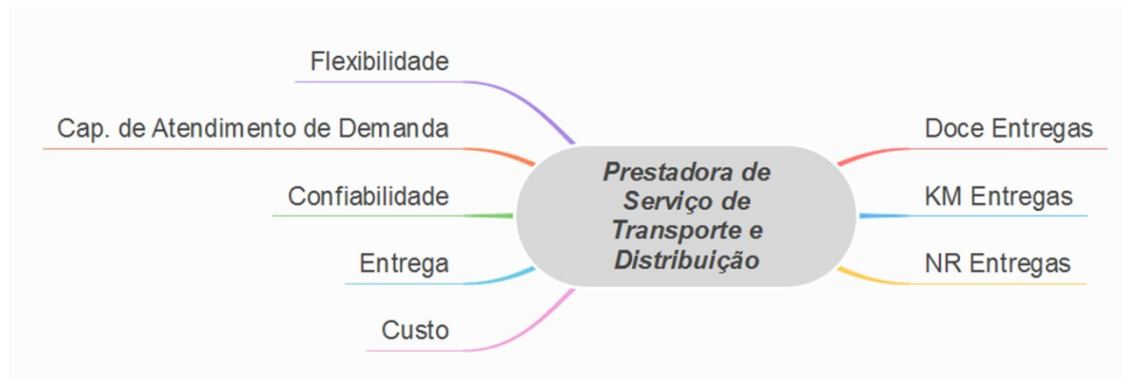 Flexibilidade
Cap. de Atendimento de Demanda
Confiabilidade
Entrega
Custo
Prestadora de
Serviço de
Transporte e
Distribuição
Doce Entregas
KM Entregas
NR Entregas